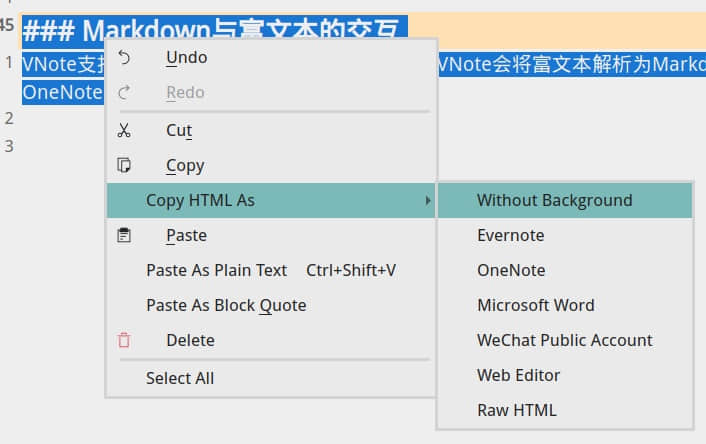 45
### Markdown与富文本的交互
1
VNote支
VNote会将富文本解析为Markd
OneNote
2
3
Undo
Redo
Cut
Copy
Copy HTML As
Paste
Paste As Plain Text Ctrl+Shift+V
Paste As Block Quote
Delete
Select All
Without Background
Evernote
OneNote
Microsoft Word
WeChat Public Account
Web Editor
Raw HTML